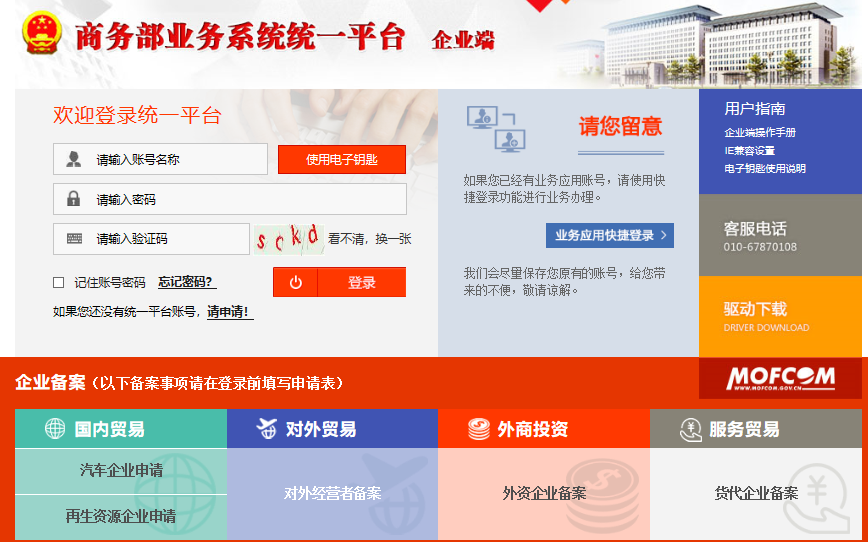 商务部业务系统统一平台 企业端
欢迎登录统一平台
请输入账号名称
使用电子钥匙
请输入密码
请输入验证码
sckd
看不清，换一张
记住账号密码 忘记密码?
登录
如果您还没有统一平台账号，请申请!
请您留意
如果您已经有业务应用账号，请使用快
捷登录功能进行业务办理。
业务应用快捷登录 >
我们会尽量保存您原有的账号，给您带
来的不便，敬请谅解。
用户指南
企业端操作手册
IE兼容设置
电子钥匙使用说明
客服电话
010-67870108
驱动下载
DRIVER DOWNLOAD
MOFCOM
WWW.MOFCOM.GOV.CN
企业备案（以下备案事项请在登录前填写申请表）
国内贸易
汽车企业申请
再生资源企业申请
对外贸易
对外经营者备案
外商投资
外资企业备案
服务贸易
货代企业备案